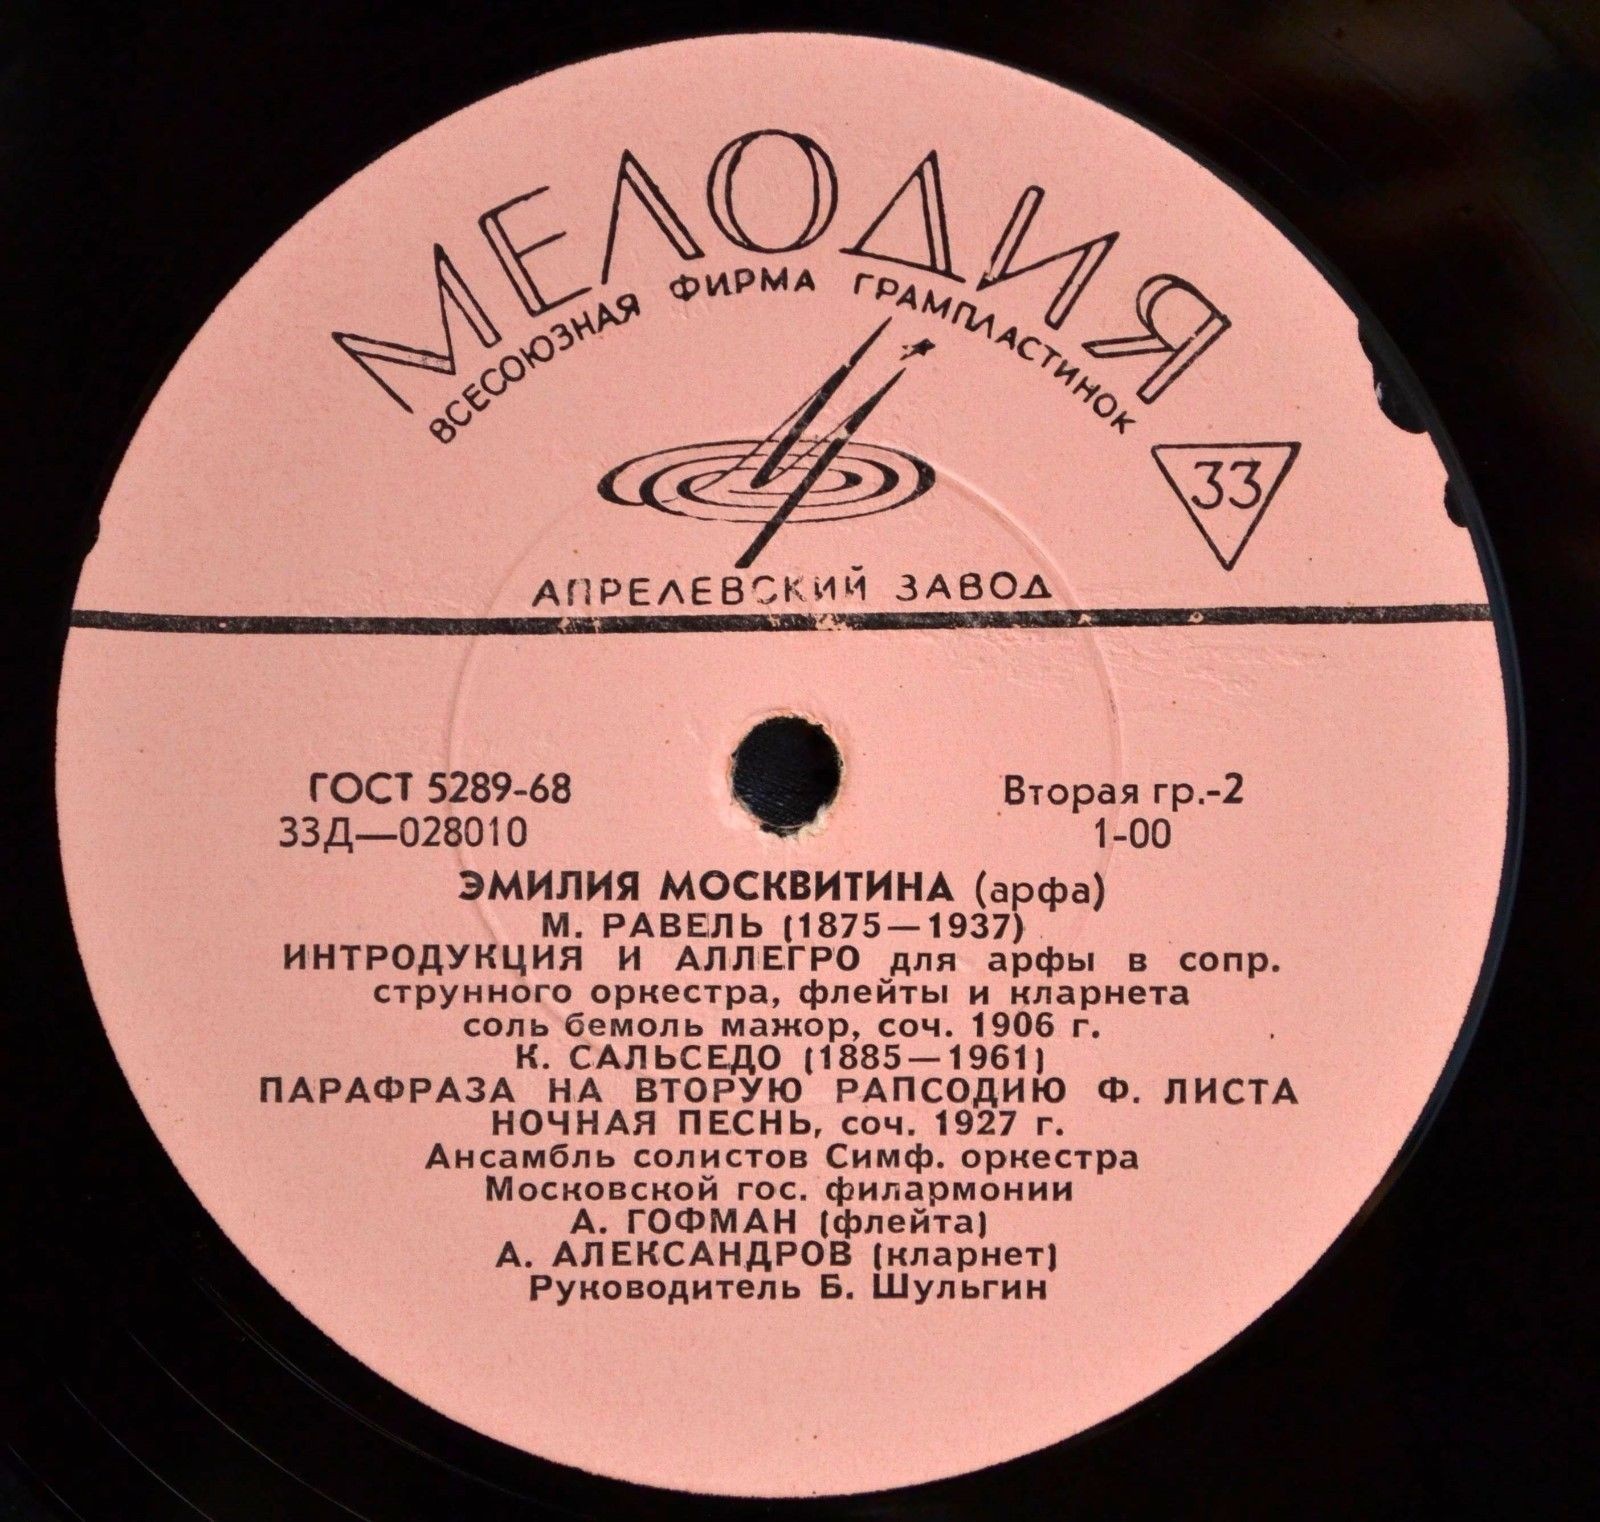 МЕЛОДИЯ
ВСЕСОЮЗНАЯ ФИРМА ГРАМПЛАСТИНОК
33
АПРЕЛЕВСКИЙ ЗАВОД
ГОСТ 5289-68
Вторая гр.-2
33Д—028010
1-00
ЭМИЛИЯ МОСКВИТИНА (арфа)
М. РАВЕЛЬ (1875—1937)
ИНТРОДУКЦИЯ И АЛЛЕГРО для арфы в сопр.
струнного оркестра, флейты и кларнета
соль бемоль мажор, соч. 1906 г.
К. САЛЬСЕДО (1885—1961)
ПАРАФРАЗА НА ВТОРУЮ РАПСОДИЮ Ф. ЛИСТА
НОЧНАЯ ПЕСНЬ, соч. 1927 г.
Ансамбль солистов Симф. оркестра
Московской гос. филармонии
А. ГОФМАН (флейта)
А. АЛЕКСАНДРОВ (кларнет)
Руководитель Б. Шульгин